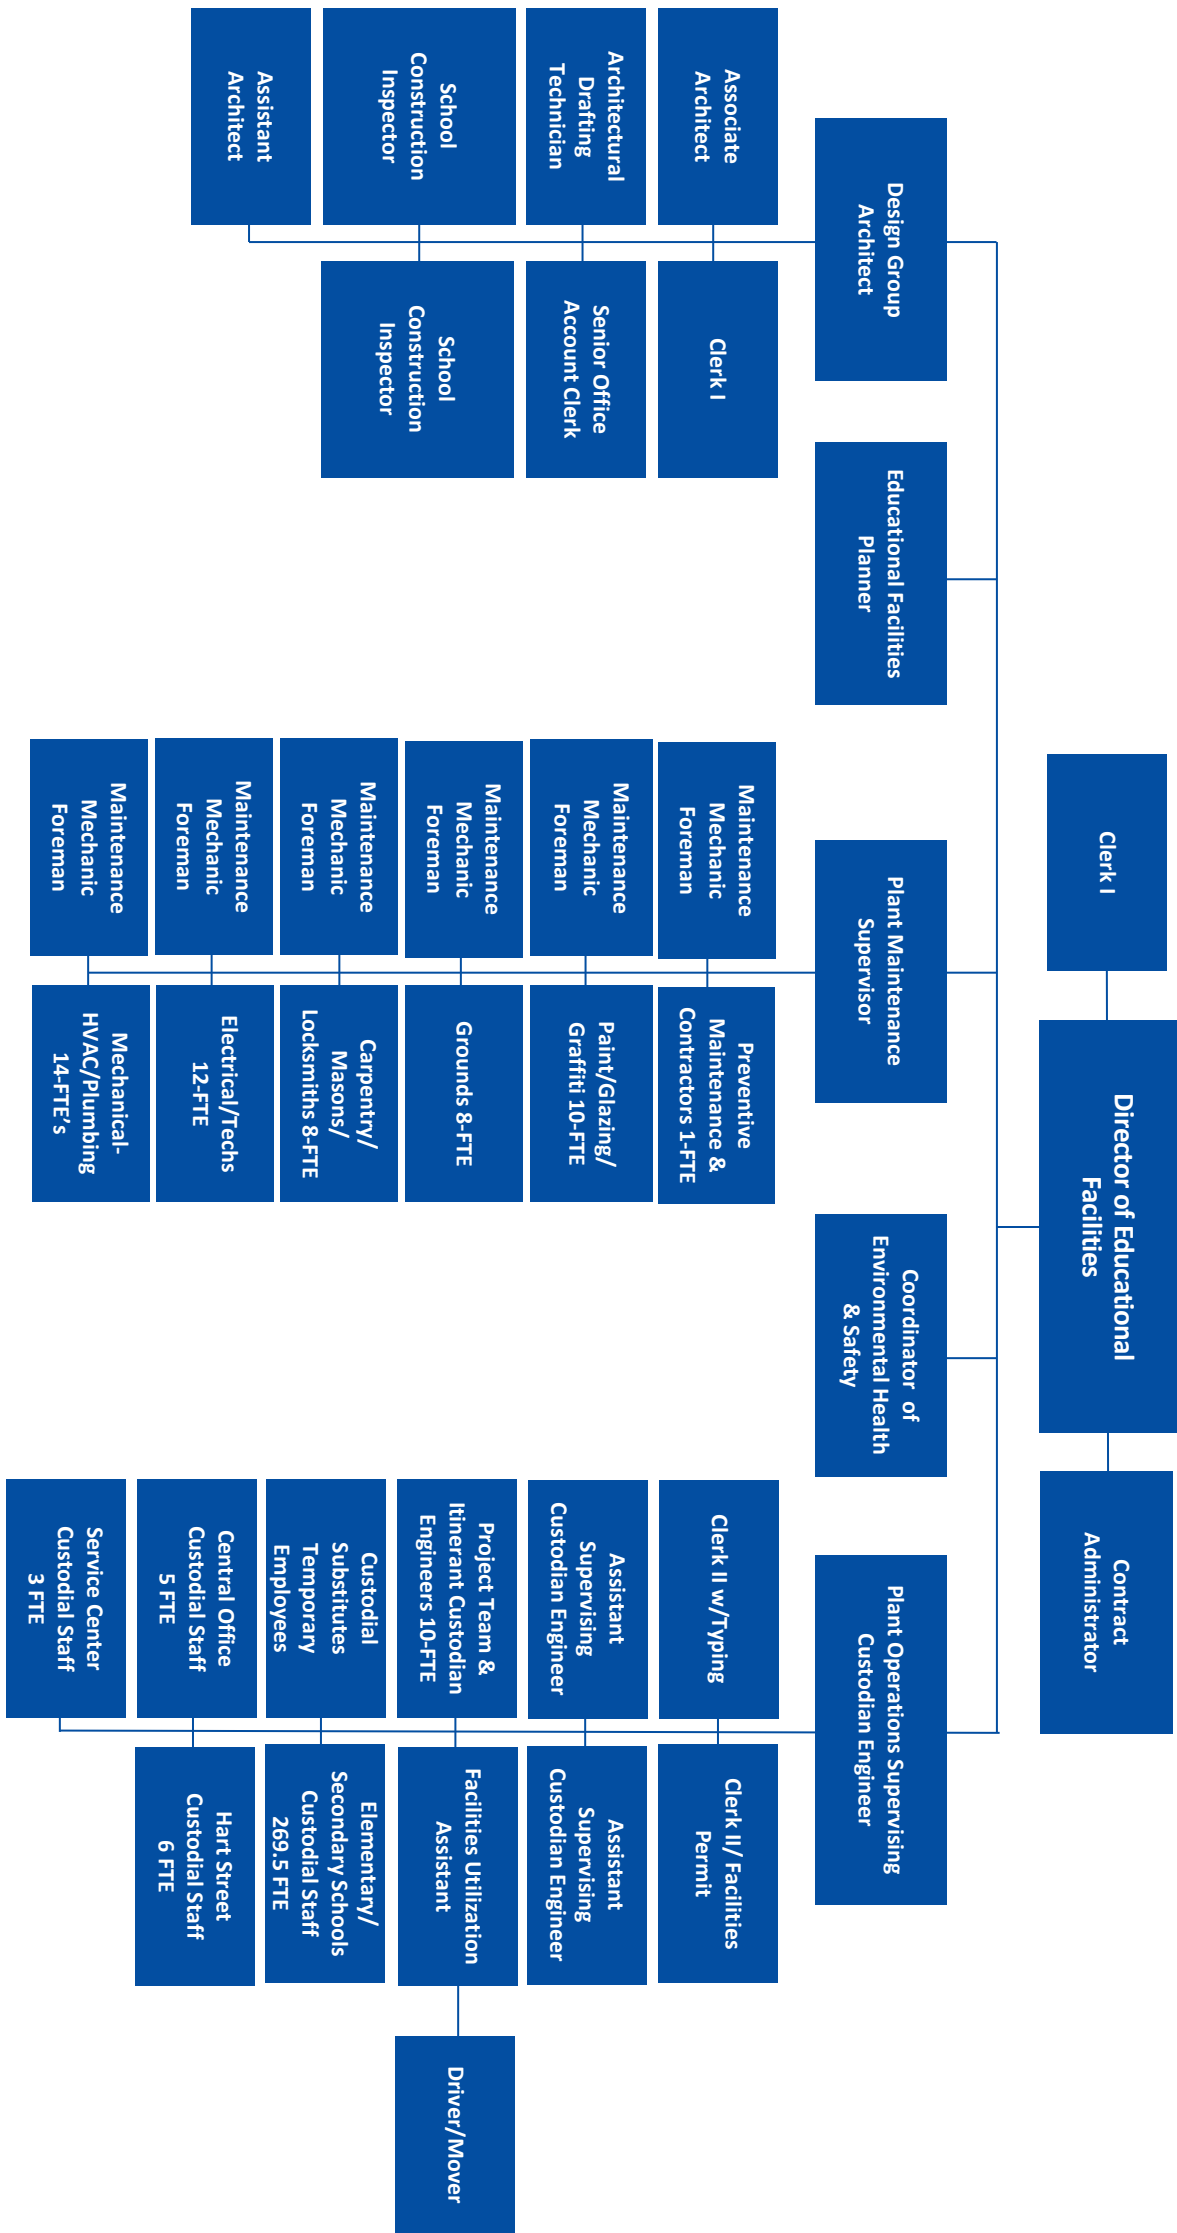 Director of Educational
Facilities
Clerk I
Contract
Administrator
Design Group
Architect
Educational Facilities
Planner
Plant Maintenance
Supervisor
Coordinator of
Environmental Health
& Safety
Plant Operations Supervising
Custodian Engineer
Associate
Architect
Clerk I
Architectural
Drafting
Technician
Senior Office
Account Clerk
School
Construction
Inspector
School
Construction
Inspector
Assistant
Architect
Maintenance
Mechanic
Foreman
Preventive
Maintenance &
Contractors 1-FTE
Maintenance
Mechanic
Foreman
Paint/Glazing/
Graffiti 10-FTE
Maintenance
Mechanic
Foreman
Grounds 8-FTE
Maintenance
Mechanic
Foreman
Carpentry/
Masons/
Locksmiths 8-FTE
Maintenance
Mechanic
Foreman
Electrical/Techs
12-FTE
Maintenance
Mechanic
Foreman
Mechanical-
HVAC/Plumbing
14-FTE's
Clerk II w/Typing
Clerk II/ Facilities
Permit
Assistant
Supervising
Custodian Engineer
Assistant
Supervising
Custodian Engineer
Project Team &
Itinerant Custodian
Engineers 10-FTE
Facilities Utilization
Assistant
Driver/Mover
Custodial
Substitutes
Temporary
Employees
Elementary/
Secondary Schools
Custodial Staff
269.5 FTE
Central Office
Custodial Staff
5 FTE
Hart Street
Custodial Staff
6 FTE
Service Center
Custodial Staff
3 FTE